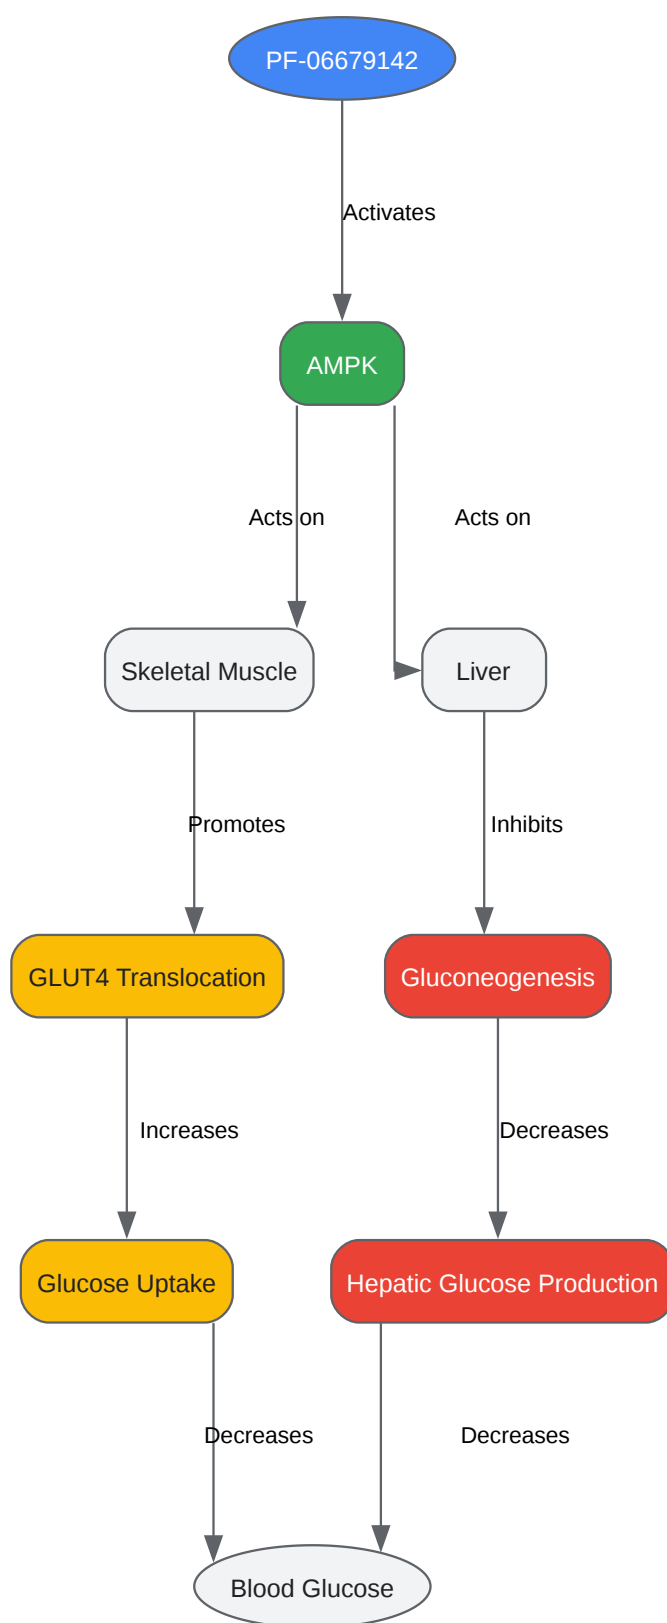 PF-06679142
Activates
AMPK
Acts on
Acts on
Skeletal Muscle
Liver
Promotes
Inhibits
GLUT4 Translocation
Gluconeogenesis
Increases
Decreases
Glucose Uptake
Hepatic Glucose Production
Decreases
Decreases
Blood Glucose